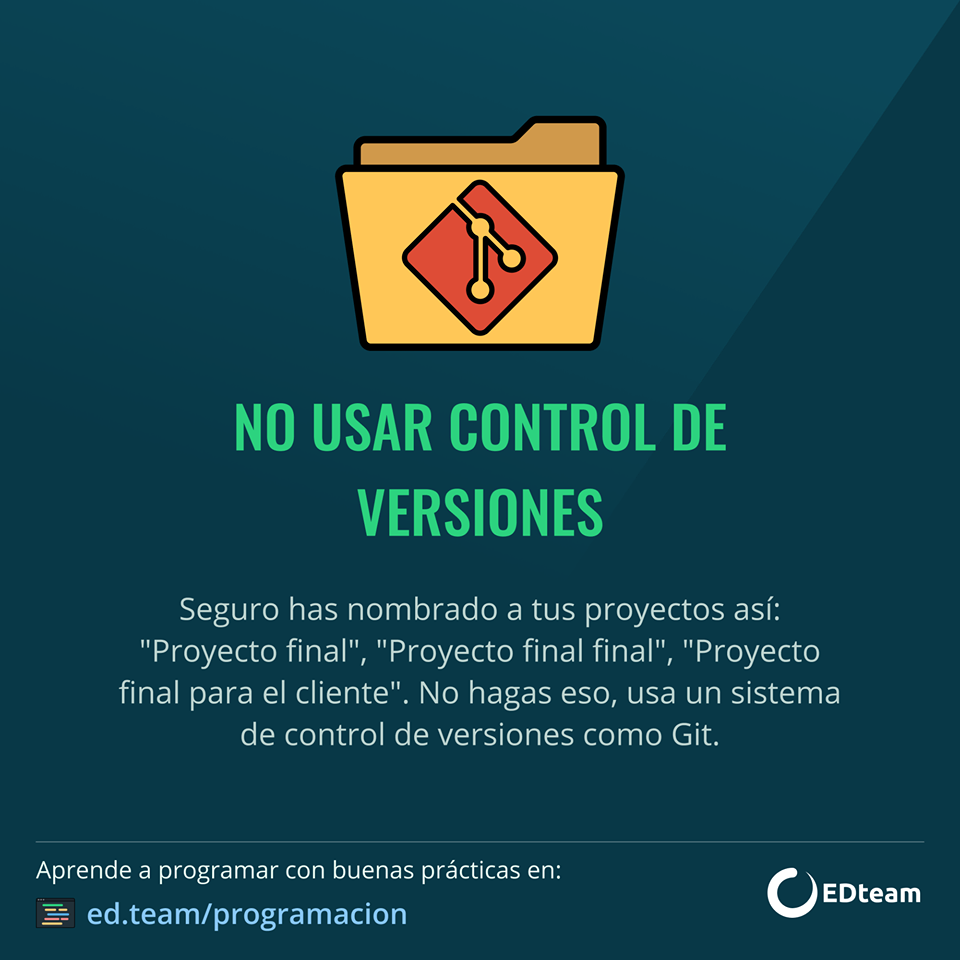 NO USAR CONTROL DE
VERSIONES
Seguro has nombrado a tus proyectos así:
"Proyecto final", "Proyecto final final", "Proyecto
final para el cliente". No hagas eso, usa un sistema
de control de versiones como Git.
Aprende a programar con buenas prácticas en:
ed.team/programacion
EDteam